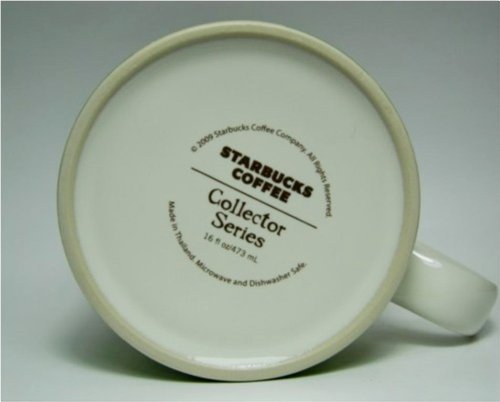 © 2009 Starbucks Coffee Company. All Rights Reserved.
STARBUCKS
COFFEE
Collector
Series
16 fl oz/473 mL
Made in Thailand. Microwave and Dishwasher Safe.